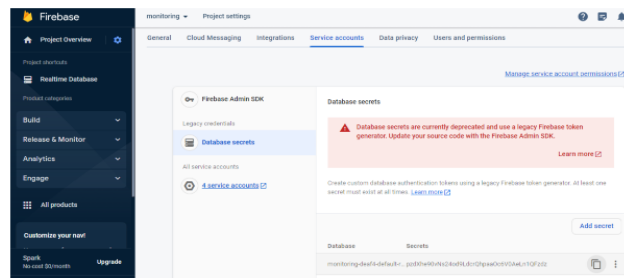 Firebase
monitoring
Project settings
Project Overview
General
Cloud Messaging
Integrations
Service accounts
Data privacy
Users and permissions
Project shortcuts
Realtime Database
Product categories
Build
Release & Monitor
Analytics
Engage
All products
Customize your nav!
Spark
No-cost $0/month
Upgrade
Manage service account permissions
Firebase Admin SDK
Legacy credentials
Database secrets
All service accounts
4 service accounts
Database secrets
Database secrets are currently deprecated and use a legacy Firebase token
generator. Update your source code with the Firebase Admin SDK.
Learn more
Create custom database authentication tokens using a legacy Firebase token generator. At least one
secret must exist at all times. Learn more
Add secret
Database
Secrets